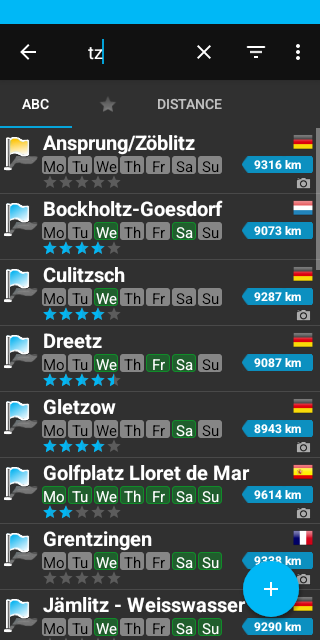 tz
ABC DISTANCE
Ansprung/Zöblitz
Mo Tu We Th Fr Sa Su 9316 km
Bockholtz-Goesdorf
Mo Tu We Th Fr Sa Su 9073 km
Culitzsch
Mo Tu We Th Fr Sa Su 9287 km
Dreetz
Mo Tu We Th Fr Sa Su 9087 km
Gletzow
Mo Tu We Th Fr Sa Su 8943 km
Golfplatz Lloret de Mar
Mo Tu We Th Fr Sa Su 9614 km
Grentzingen
Mo Tu We Th Fr Sa Su 9338 km
Jämlitz - Weisswasser
Mo Tu We Th Fr Sa Su 9290 km